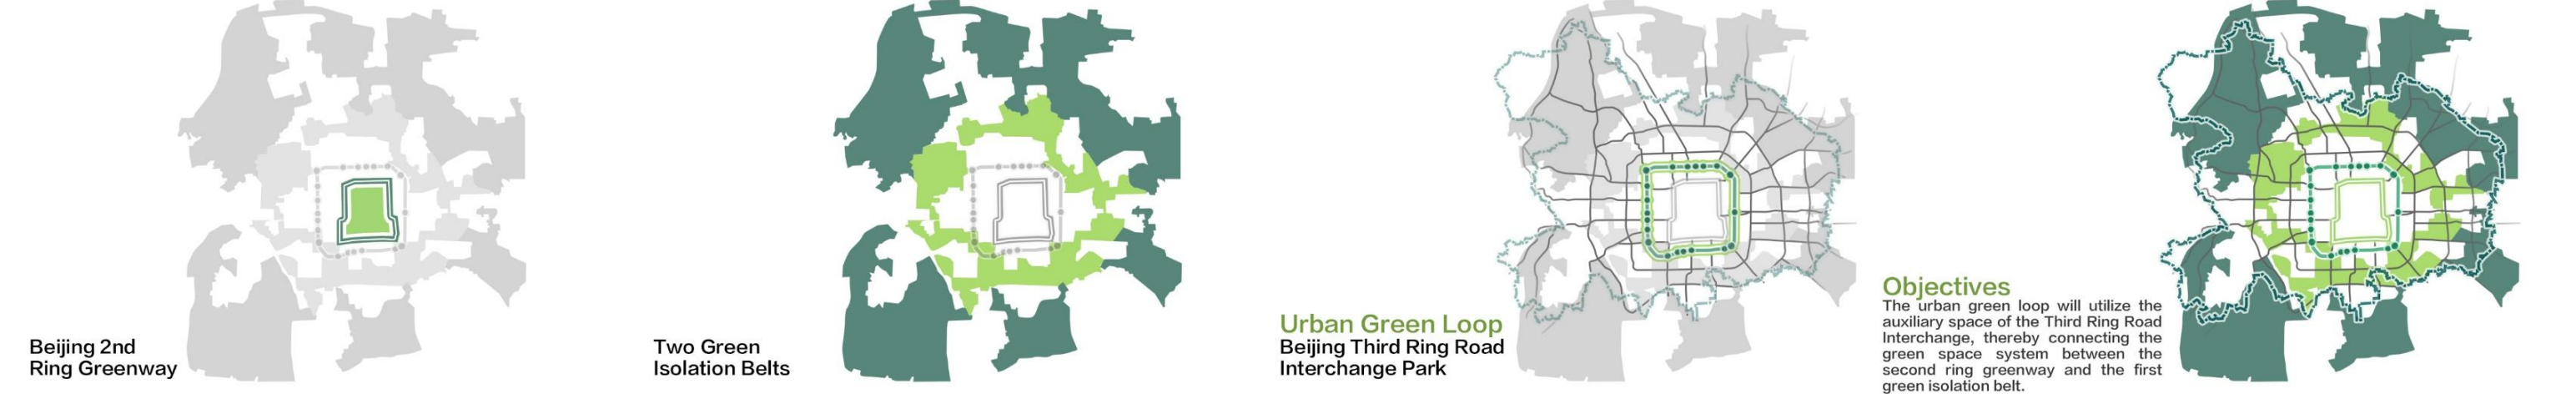 Beijing 2nd
Ring Greenway
Two Green
Isolation Belts
Urban Green Loop
Beijing Third Ring Road
Interchange Park
Objectives
The urban green loop will utilize the
auxiliary space of the Third Ring Road
Interchange, thereby connecting the
green space system between the
second ring greenway and the first
green isolation belt.